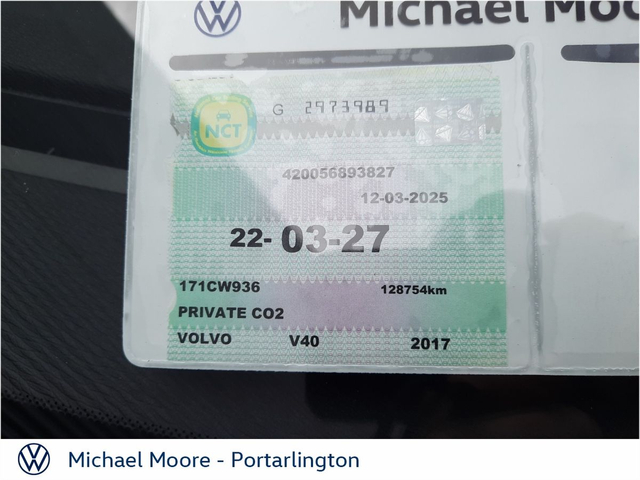 Michael Moo
NCT
G 2973989
420056893827
12-03-2025
22-03-27
171CW936 128754km
PRIVATE CO2
VOLVO V40 2017
Michael Moore - Portarlington